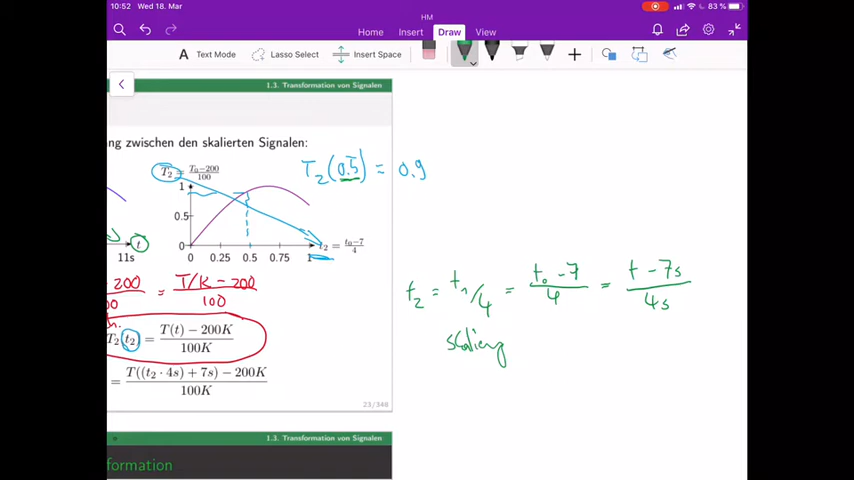 10:52 Wed 18. Mar
HM
83 %
Home Insert Draw View
A Text Mode Lasso Select Insert Space
1.3. Transformation von Signalen
ng zwischen den skalierten Signalen:
T₂ = (T₀−200)/100
T₂(0.5) = 0.9
1
0.5
0
0 0.25 0.5 0.75 1
t₂ = (t₀−7)/4
t
11s
200/00 = (T/K − 200)/100
t₂ = t₁/4 = (t₀ − 7)/4 = (t − 7s)/4s
scaling
T₂(t₂) = (T(t) − 200K)/100K
= (T((t₂ · 4s) + 7s) − 200K)/100K
23/348
1.3. Transformation von Signalen
formation